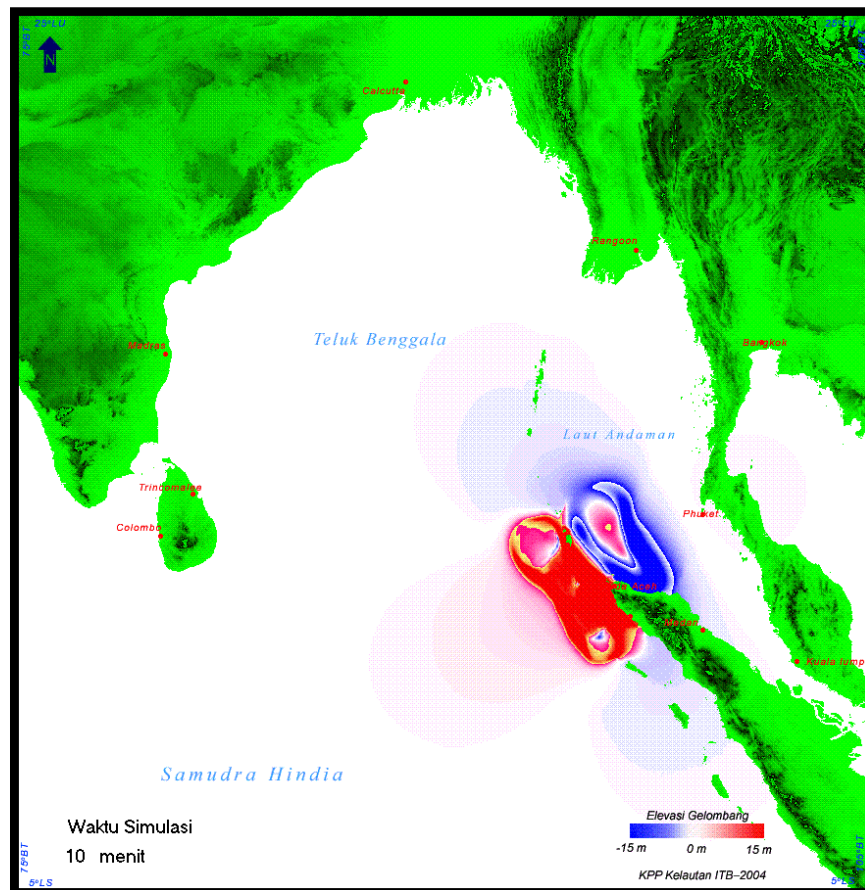 25°LU
75°BT
N
25°LU
Calcutta
Rangoon
Teluk Benggala
Madras
Bangkok
Laut Andaman
Trincomalee
Phuket
Colombo
Aceh
Medan
Samudra Hindia
Waktu Simulasi
10 menit
Elevasi Gelombang
-15 m 0 m 15 m
KPP Kelautan ITB-2004
75°BT
5°LS
5°LS